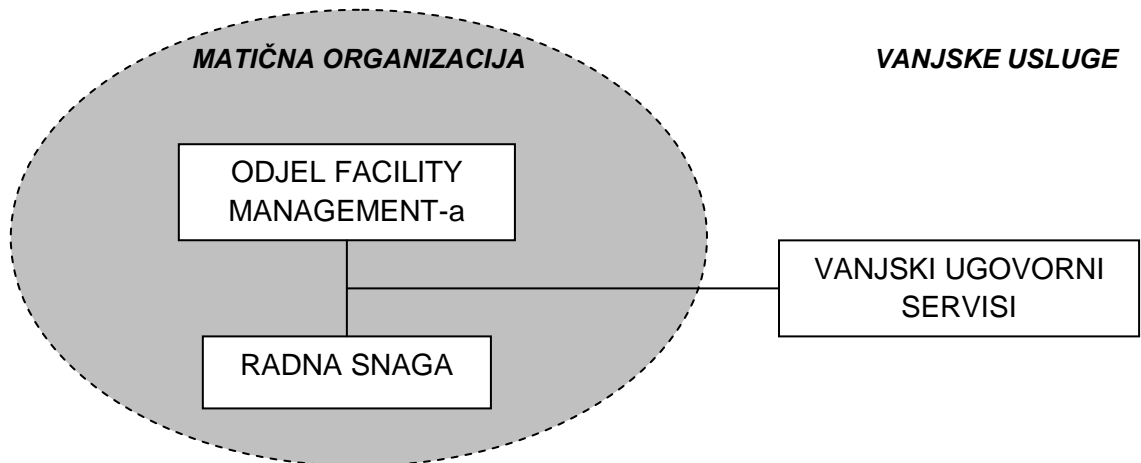 MATIČNA ORGANIZACIJA
VANJSKE USLUGE
ODJEL FACILITY
MANAGEMENT-a
VANJSKI UGOVORNI
SERVISI
RADNA SNAGA